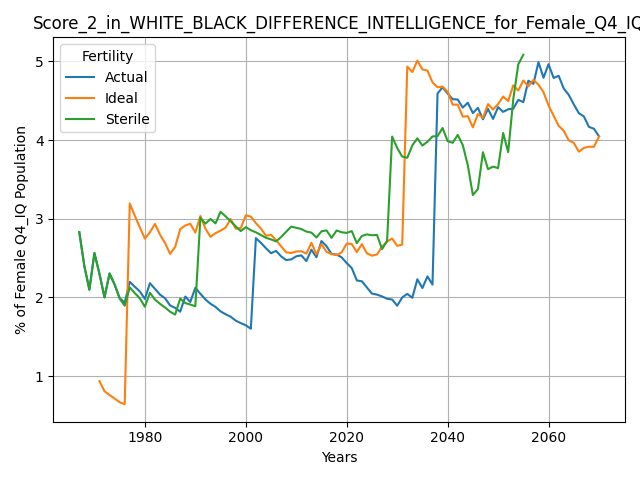 Score_2_in_WHITE_BLACK_DIFFERENCE_INTELLIGENCE_for_Female_Q4_IQ
Fertility
Actual
Ideal
Sterile
% of Female Q4_IQ Population
5
4
3
2
1
1980 2000 2020 2040 2060
Years